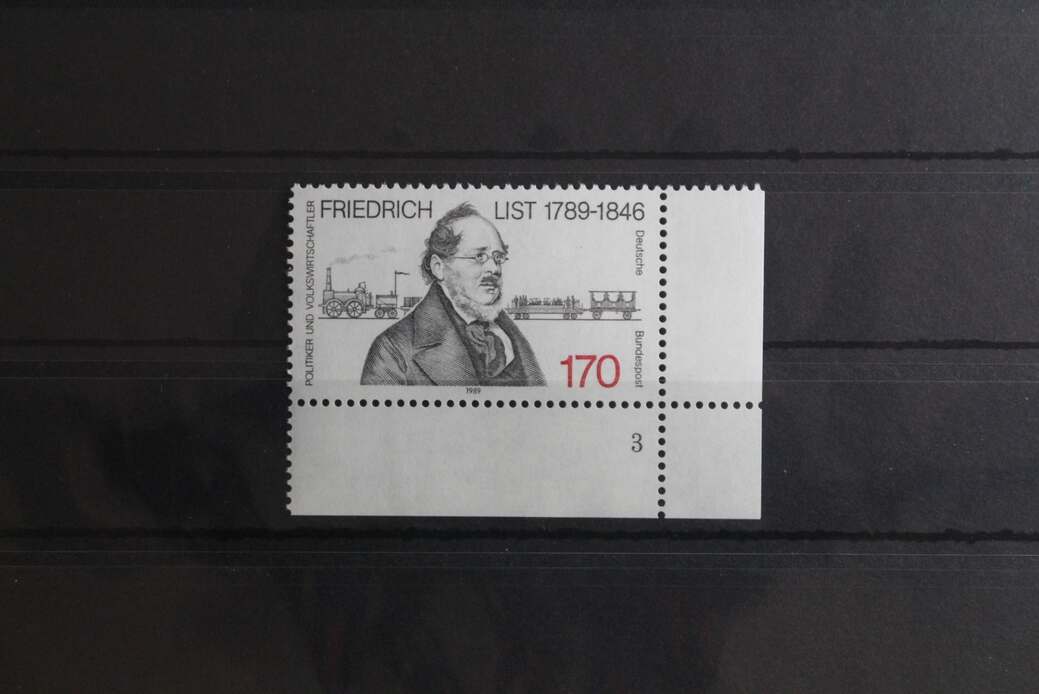 FRIEDRICH LIST 1789-1846
POLITIKER UND VOLKSWIRTSCHAFTLER
Deutsche Bundespost
170
1989
3